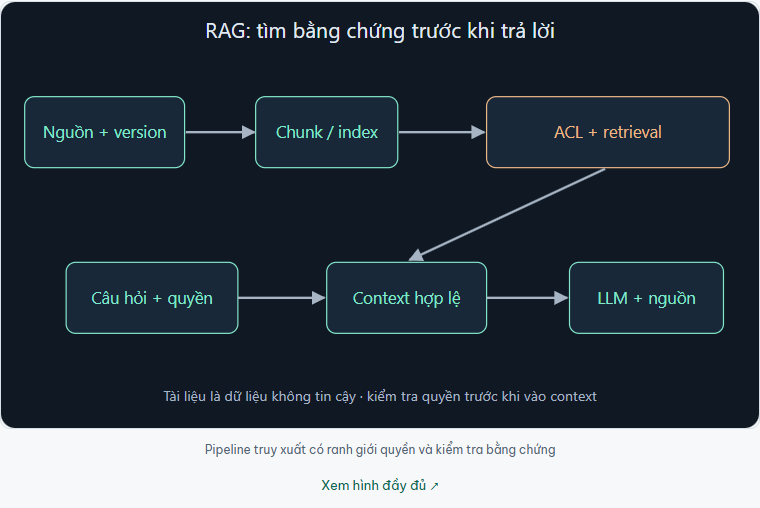 RAG: tìm bằng chứng trước khi trả lời
Nguồn + version
Chunk / index
ACL + retrieval
Câu hỏi + quyền
Context hợp lệ
LLM + nguồn
Tài liệu là dữ liệu không tin cậy · kiểm tra quyền trước khi vào context
Pipeline truy xuất có ranh giới quyền và kiểm tra bằng chứng
Xem hình đầy đủ ↗